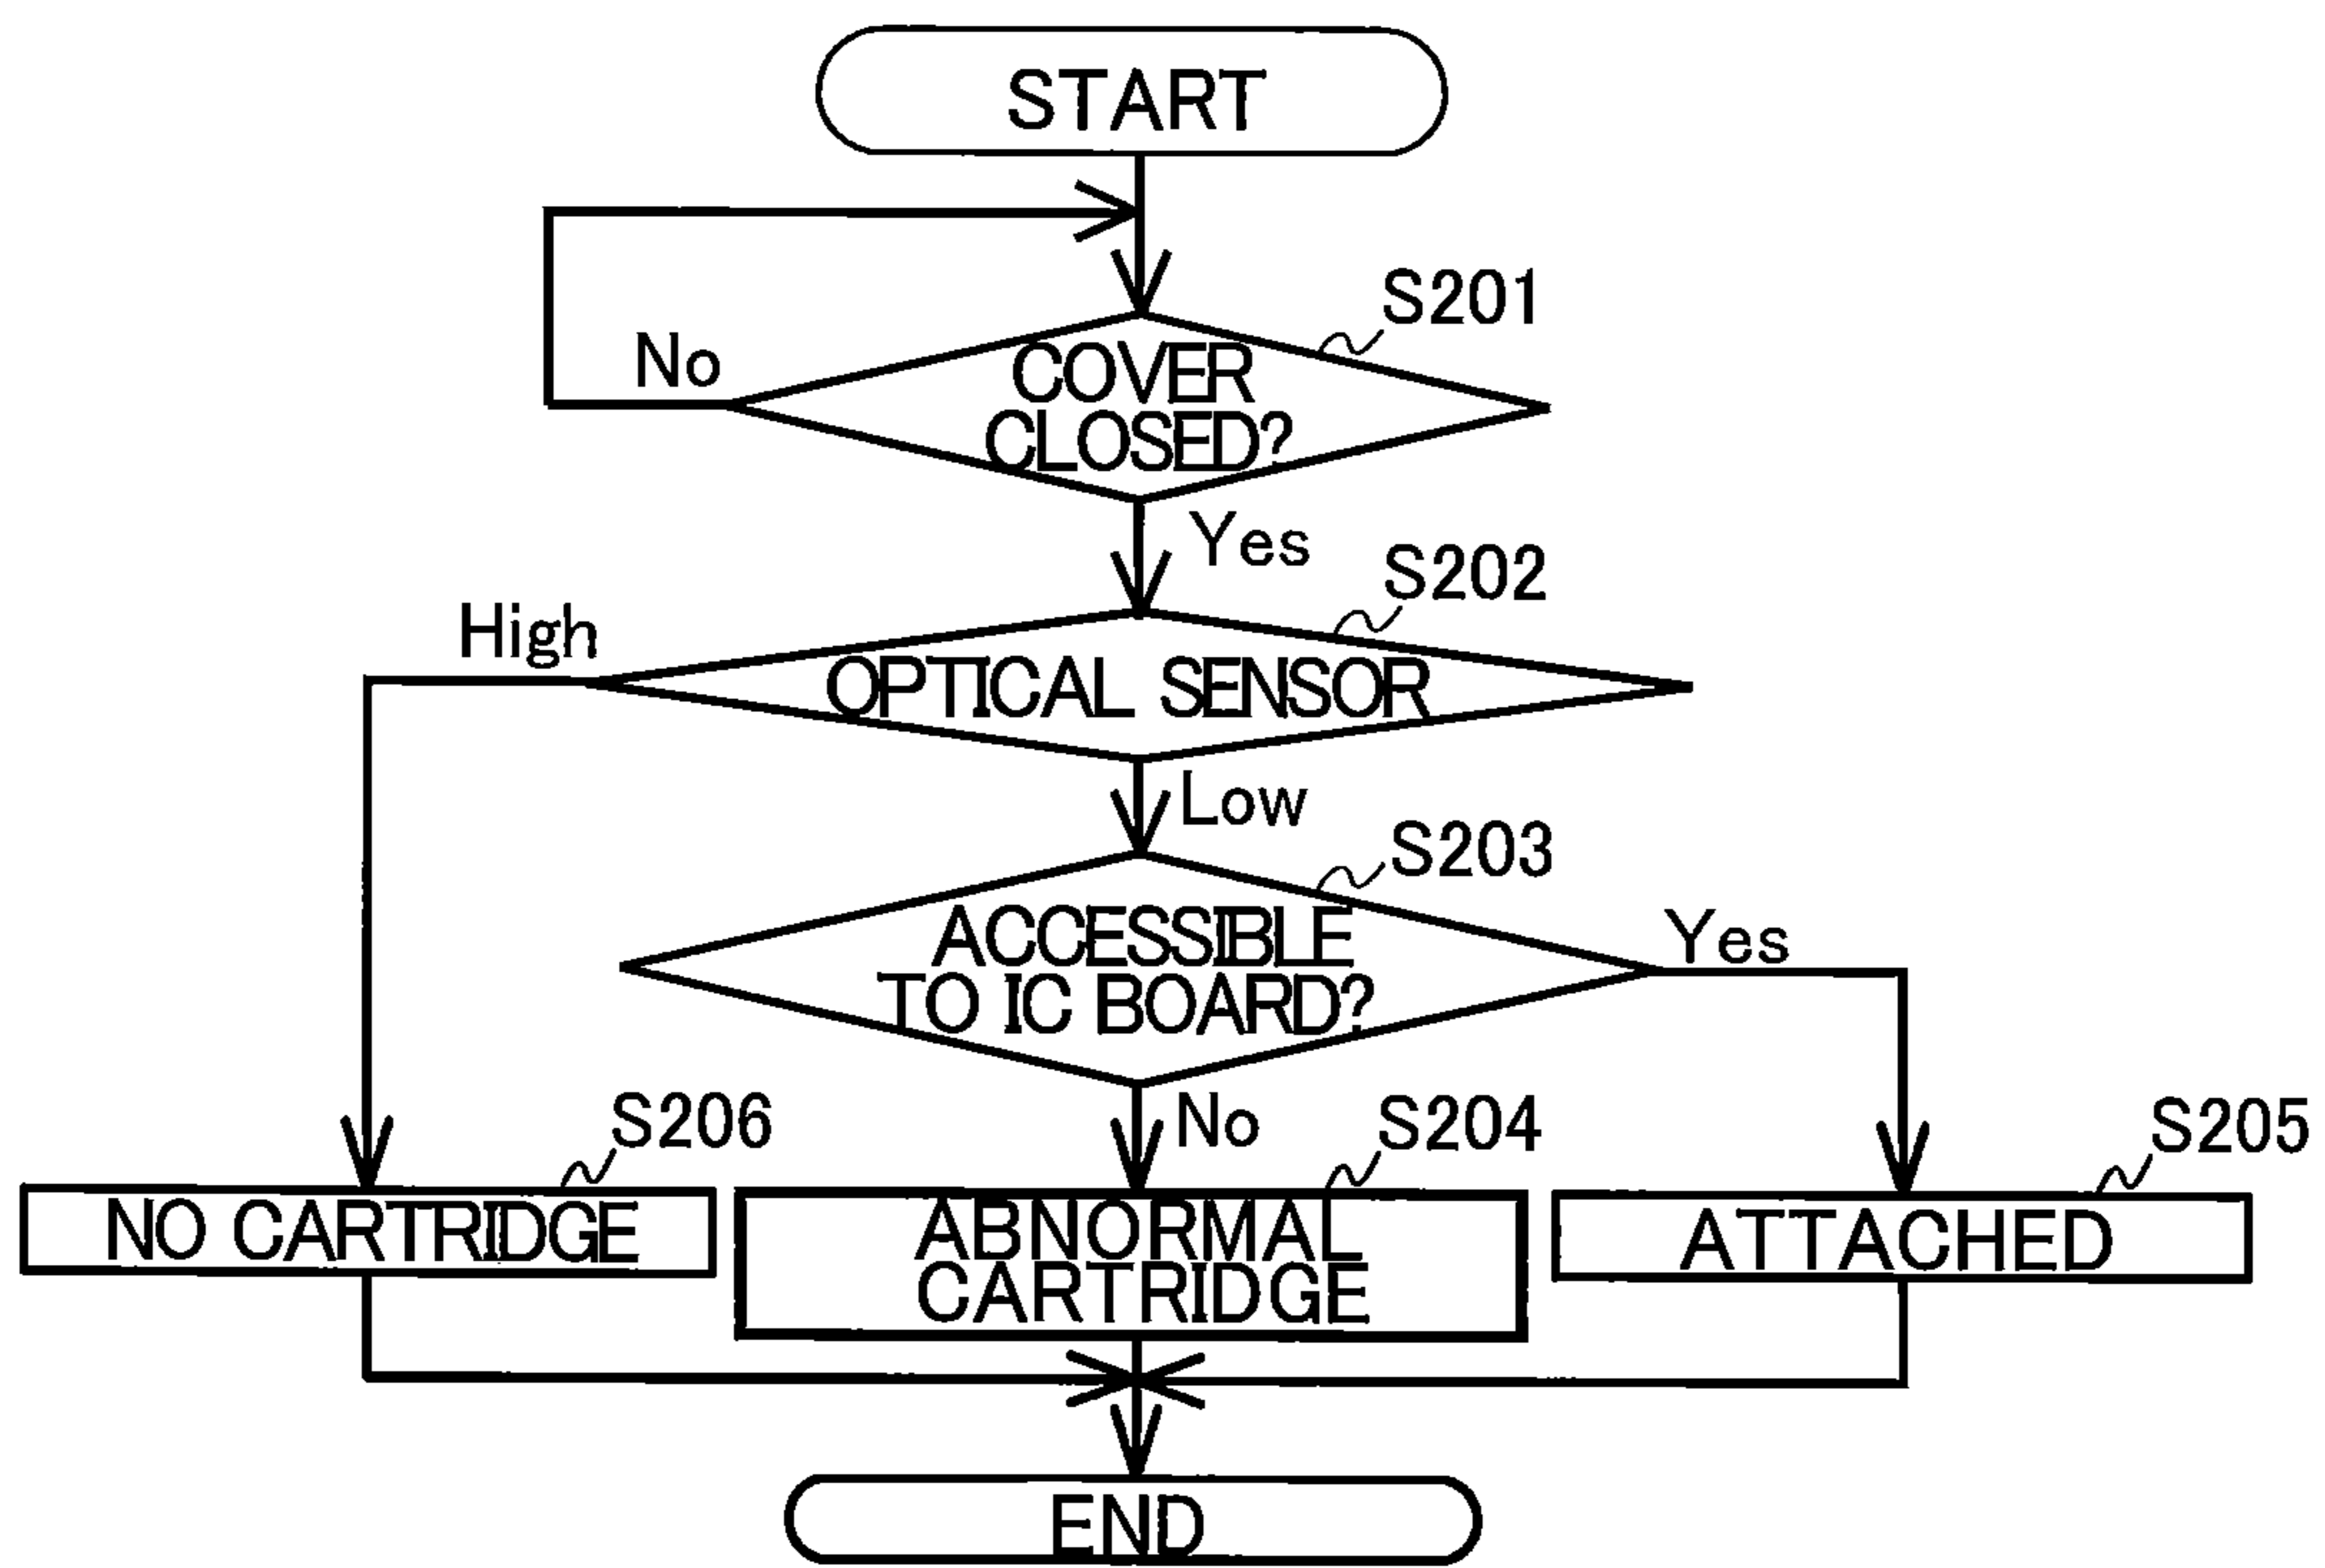 START
S201
No
COVER
CLOSED?
Yes
S202
High
OPTICAL SENSOR
Low
S203
ACCESSIBLE
TO IC BOARD?
Yes
No
S206
S204
S205
NO CARTRIDGE
ABNORMAL
CARTRIDGE
ATTACHED
END